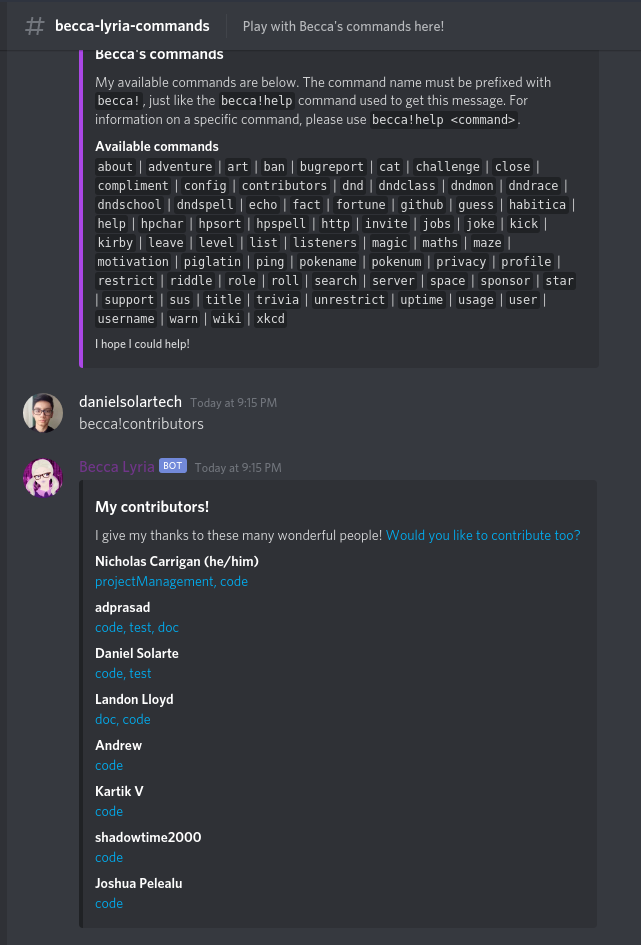 # becca-lyria-commands Play with Becca's commands here!
Becca's commands
My available commands are below. The command name must be prefixed with
becca!, just like the becca!help command used to get this message. For
information on a specific command, please use becca!help <command>.
Available commands
about | adventure | art | ban | bugreport | cat | challenge | close |
compliment | config | contributors | dnd | dndclass | dndmon | dndrace |
dndschool | dndspell | echo | fact | fortune | github | guess | habitica |
help | hpchar | hpsort | hpspell | http | invite | jobs | joke | kick |
kirby | leave | level | list | listeners | magic | maths | maze |
motivation | piglatin | ping | pokename | pokenum | privacy | profile |
restrict | riddle | role | roll | search | server | space | sponsor | star
| support | sus | title | trivia | unrestrict | uptime | usage | user |
username | warn | wiki | xkcd
I hope I could help!
danielsolartech Today at 9:15 PM
becca!contributors
Becca Lyria BOT Today at 9:15 PM
My contributors!
I give my thanks to these many wonderful people! Would you like to contribute too?
Nicholas Carrigan (he/him)
projectManagement, code
adprasad
code, test, doc
Daniel Solarte
code, test
Landon Lloyd
doc, code
Andrew
code
Kartik V
code
shadowtime2000
code
Joshua Pelealu
code